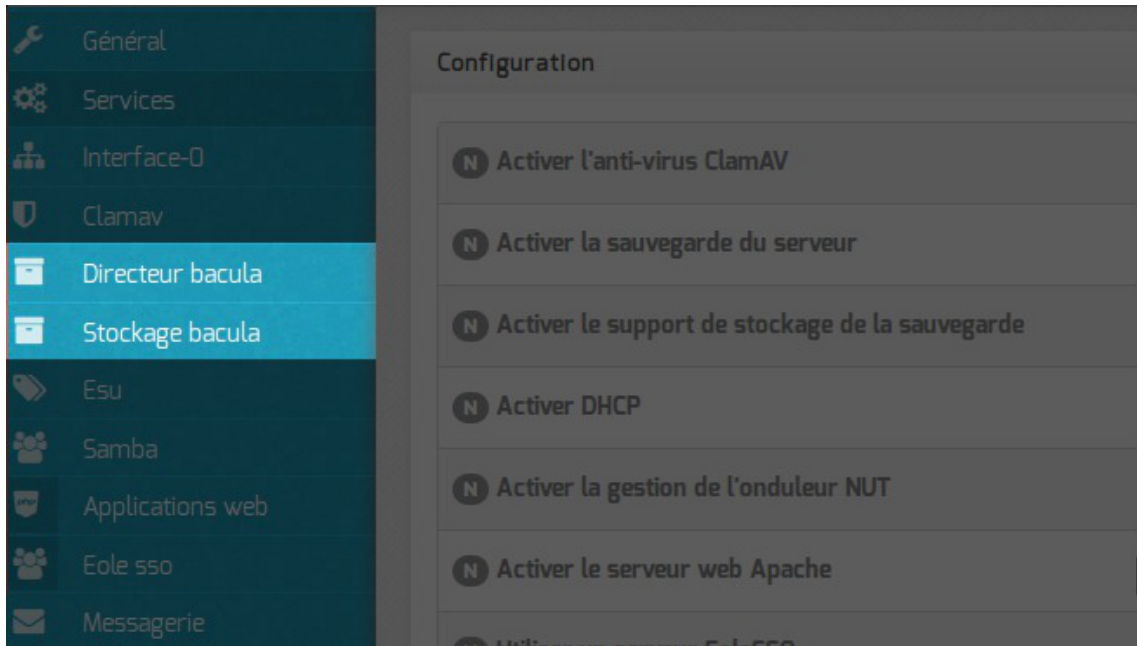 Général
Services
Interface-0
Clamav
Directeur bacula
Stockage bacula
Esu
Samba
Applications web
Eole sso
Messagerie
Configuration
N Activer l'anti-virus ClamAV
N Activer la sauvegarde du serveur
N Activer le support de stockage de la sauvegarde
N Activer DHCP
N Activer la gestion de l'onduleur NUT
N Activer le serveur web Apache